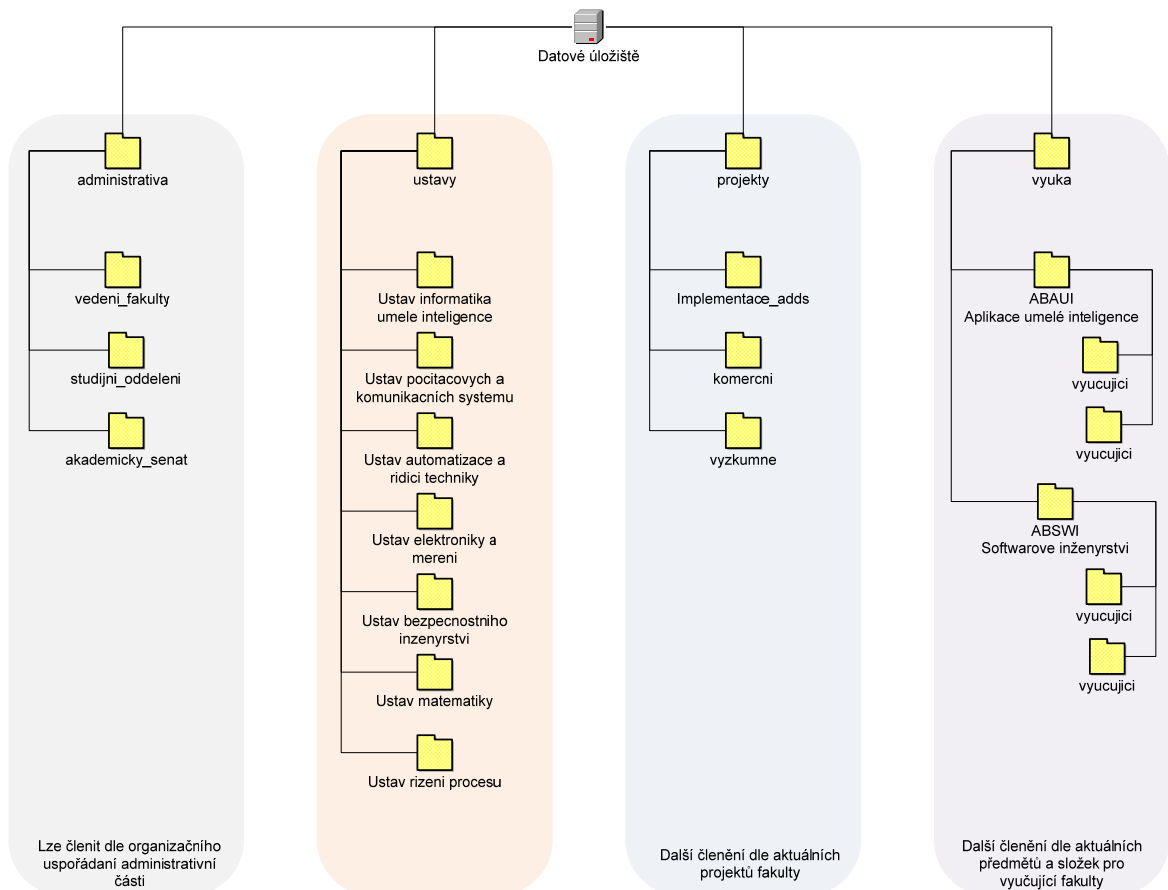 Datové úložiště
administrativa
vedeni_fakulty
studijni_oddeleni
akademicky_senat
Lze členit dle organizačního
uspořádaní administrativní
části
ustavy
Ustav informatika
umele inteligence
Ustav pocitacovych a
komunikacních systemu
Ustav automatizace a
ridici techniky
Ustav elektroniky a
mereni
Ustav bezpecnostniho
inzenyrstvi
Ustav matematiky
Ustav rizeni procesu
projekty
Implementace_adds
komercni
vyzkumne
Další členění dle aktuálních
projektů fakulty
vyuka
ABAUI
Aplikace umelé inteligence
vyucujici
vyucujici
ABSWI
Softwarove inženyrstvi
vyucujici
vyucujici
Další členění dle aktuálních
předmětů a složek pro
vyučující fakulty